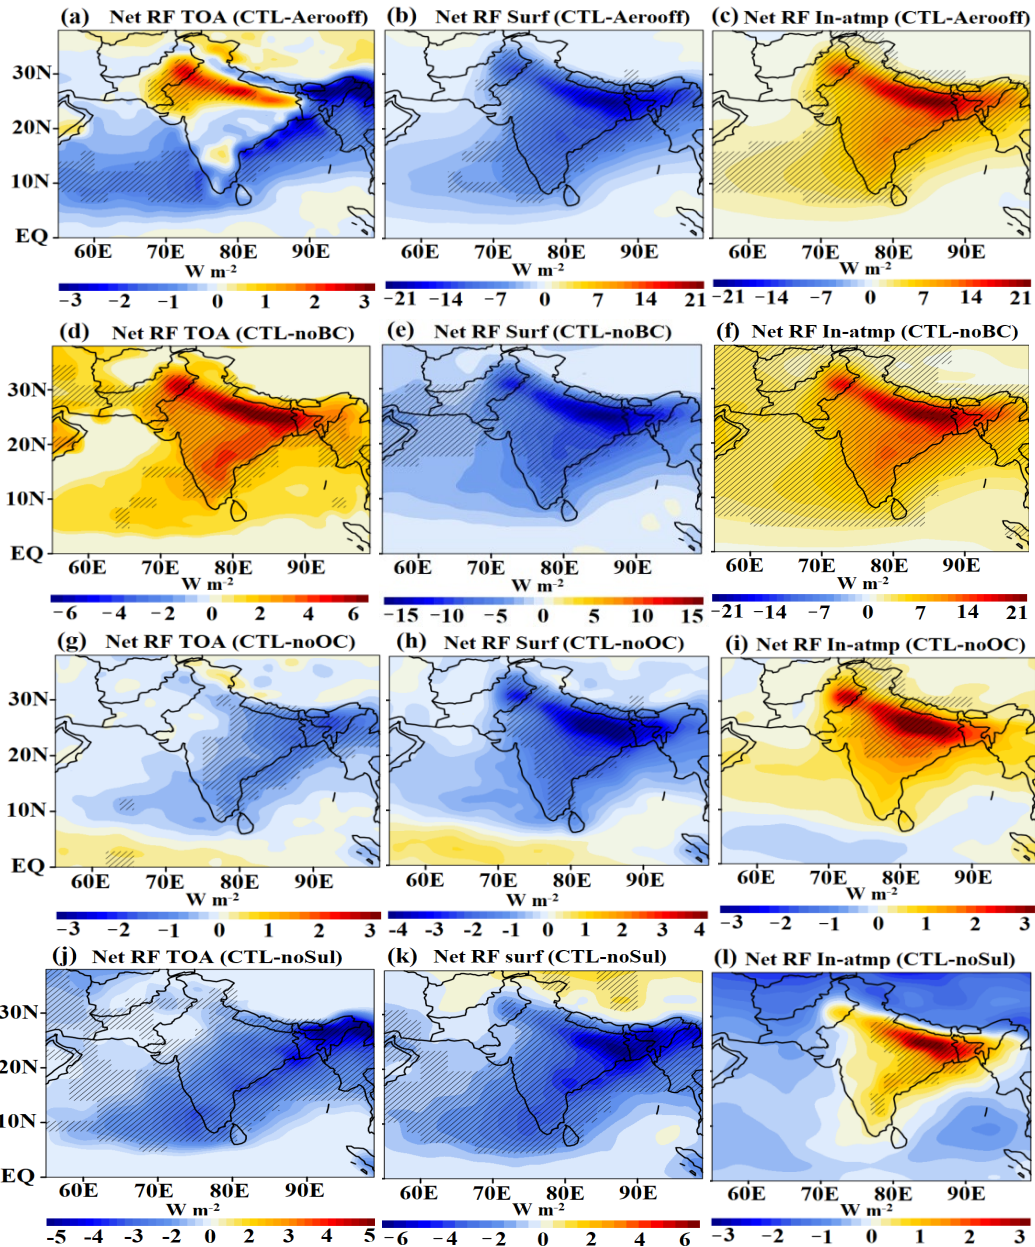 (a) Net RF TOA (CTL-Aerooff)
(b) Net RF Surf (CTL-Aerooff)
(c) Net RF In-atmp (CTL-Aerooff)
30N
20N
10N
EQ
60E 70E 80E 90E
60E 70E 80E 90E
60E 70E 80E 90E
W m-2
W m-2
W m-2
−3 −2 −1 0 1 2 3
−21 −14 −7 0 7 14 21
−21 −14 −7 0 7 14 21
(d) Net RF TOA (CTL-noBC)
(e) Net RF Surf (CTL-noBC)
(f) Net RF In-atmp (CTL-noBC)
30N
20N
10N
EQ
60E 70E 80E 90E
60E 70E 80E 90E
60E 70E 80E 90E
W m-2
W m-2
W m-2
−6 −4 −2 0 2 4 6
−15 −10 −5 0 5 10 15
−21 −14 −7 0 7 14 21
(g) Net RF TOA (CTL-noOC)
(h) Net RF Surf (CTL-noOC)
(i) Net RF In-atmp (CTL-noOC)
30N
20N
10N
EQ
60E 70E 80E 90E
60E 70E 80E 90E
60E 70E 80E 90E
W m-2
W m-2
W m-2
−3 −2 −1 0 1 2 3
−4 −3 −2 −1 0 1 2 3 4
−3 −2 −1 0 1 2 3
(j) Net RF TOA (CTL-noSul)
(k) Net RF surf (CTL-noSul)
(l) Net RF In-atmp (CTL-noSul)
30N
20N
10N
EQ
60E 70E 80E 90E
60E 70E 80E 90E
60E 70E 80E 90E
W m-2
W m-2
W m-2
-5 -4 -3 -2 -1 0 1 2 3 4 5
−6 −4 −2 0 2 4 6
−3 −2 −1 0 1 2 3